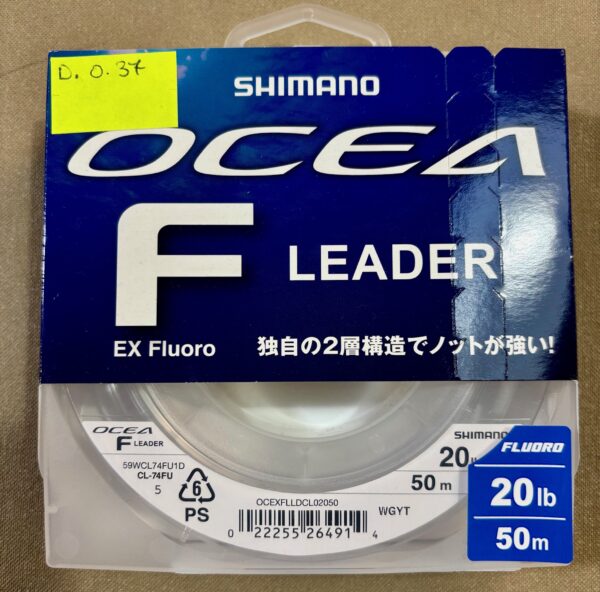 D. 0.37
SHIMANO
OCEA
F LEADER
EX Fluoro 独自の2層構造でノットが強い!
OCEA
F LEADER
59WCL74FU1D
CL-74FU
5
6
PS
SHIMANO
20
50 m
OCEXFLLDCL02050
WGYT
0 22255 26491 4
FLUORO
20lb
50m